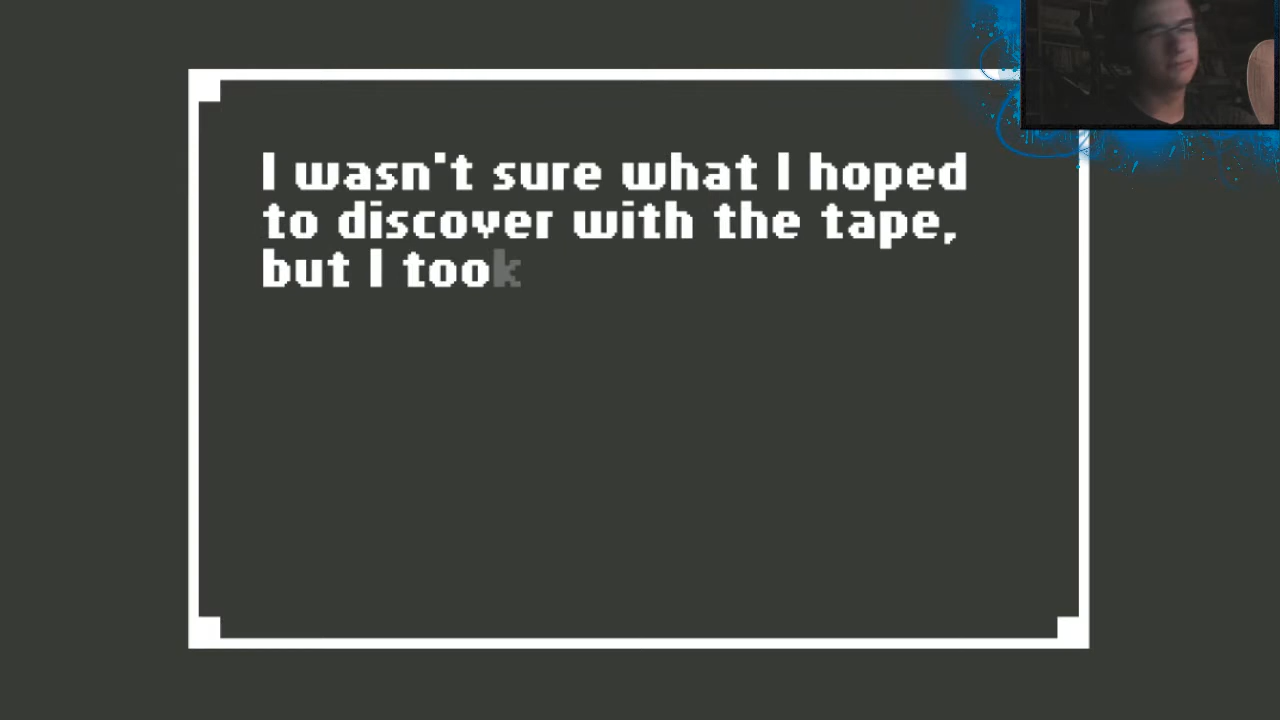 I wasn't sure what I hoped
to discover with the tape,
but I took